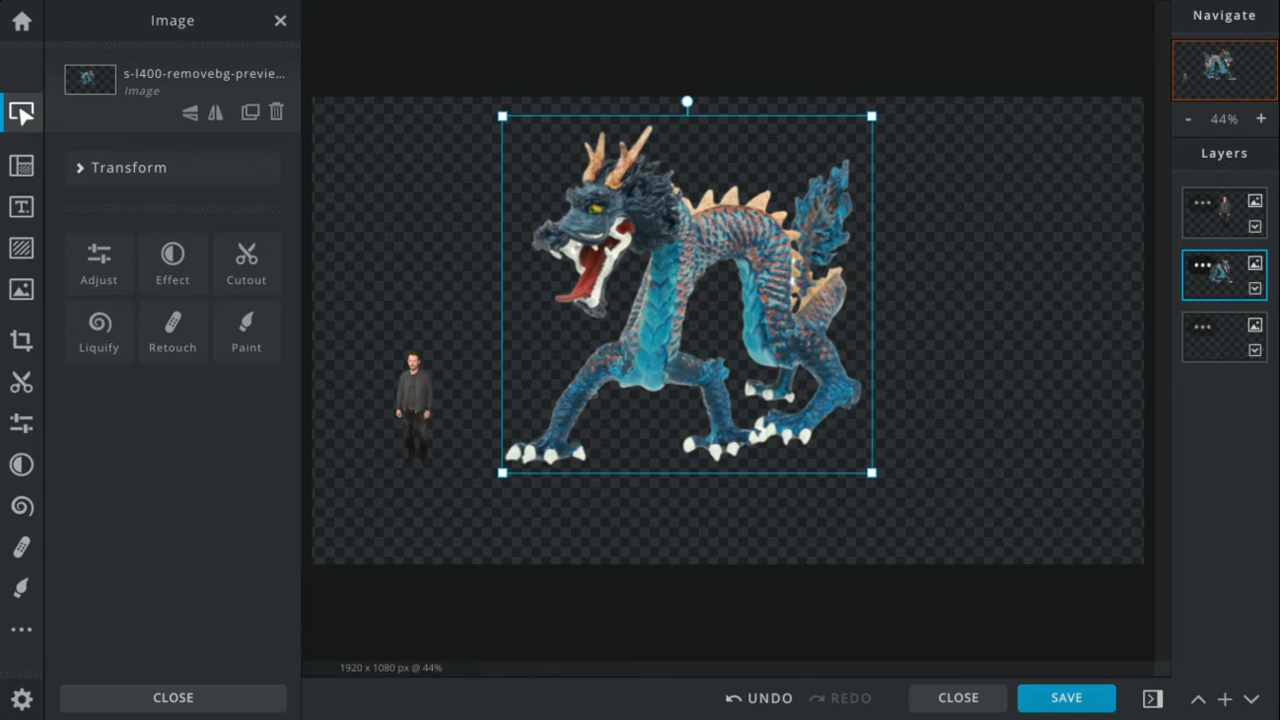 Image
s-l400-removebg-previe...
Image
Transform
Adjust
Effect
Cutout
Liquify
Retouch
Paint
CLOSE
1920 x 1080 px @ 44%
UNDO
REDO
CLOSE
SAVE
Navigate
- 44% +
Layers